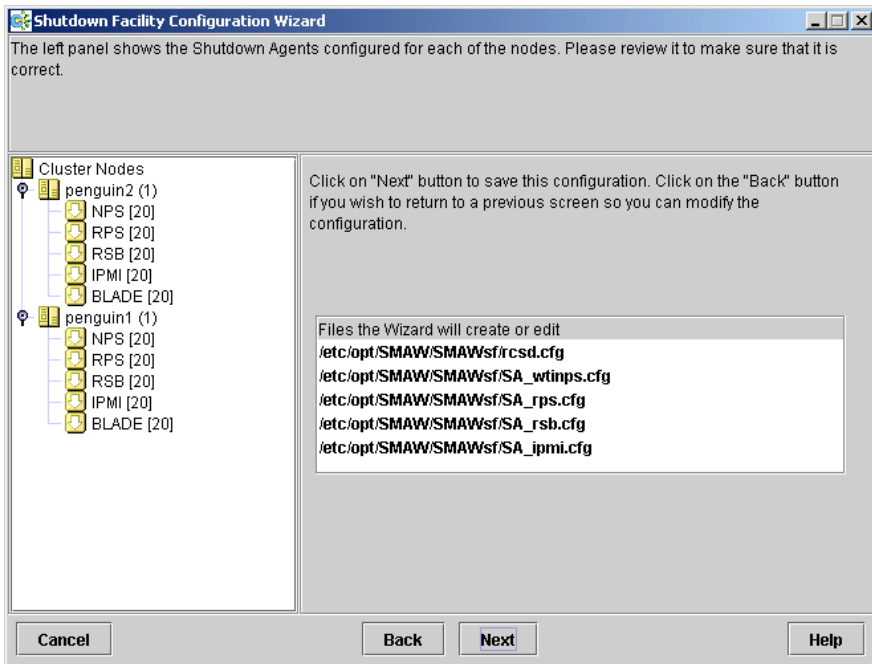 Shutdown Facility Configuration Wizard
The left panel shows the Shutdown Agents configured for each of the nodes. Please review it to make sure that it is
correct.
Cluster Nodes
penguin2 (1)
NPS [20]
RPS [20]
RSB [20]
IPMI [20]
BLADE [20]
penguin1 (1)
NPS [20]
RPS [20]
RSB [20]
IPMI [20]
BLADE [20]
Click on "Next" button to save this configuration. Click on the "Back" button
if you wish to return to a previous screen so you can modify the
configuration.
Files the Wizard will create or edit
/etc/opt/SMAW/SMAWsf/rcsd.cfg
/etc/opt/SMAW/SMAWsf/SA_wtinps.cfg
/etc/opt/SMAW/SMAWsf/SA_rps.cfg
/etc/opt/SMAW/SMAWsf/SA_rsb.cfg
/etc/opt/SMAW/SMAWsf/SA_ipmi.cfg
Cancel
Back
Next
Help